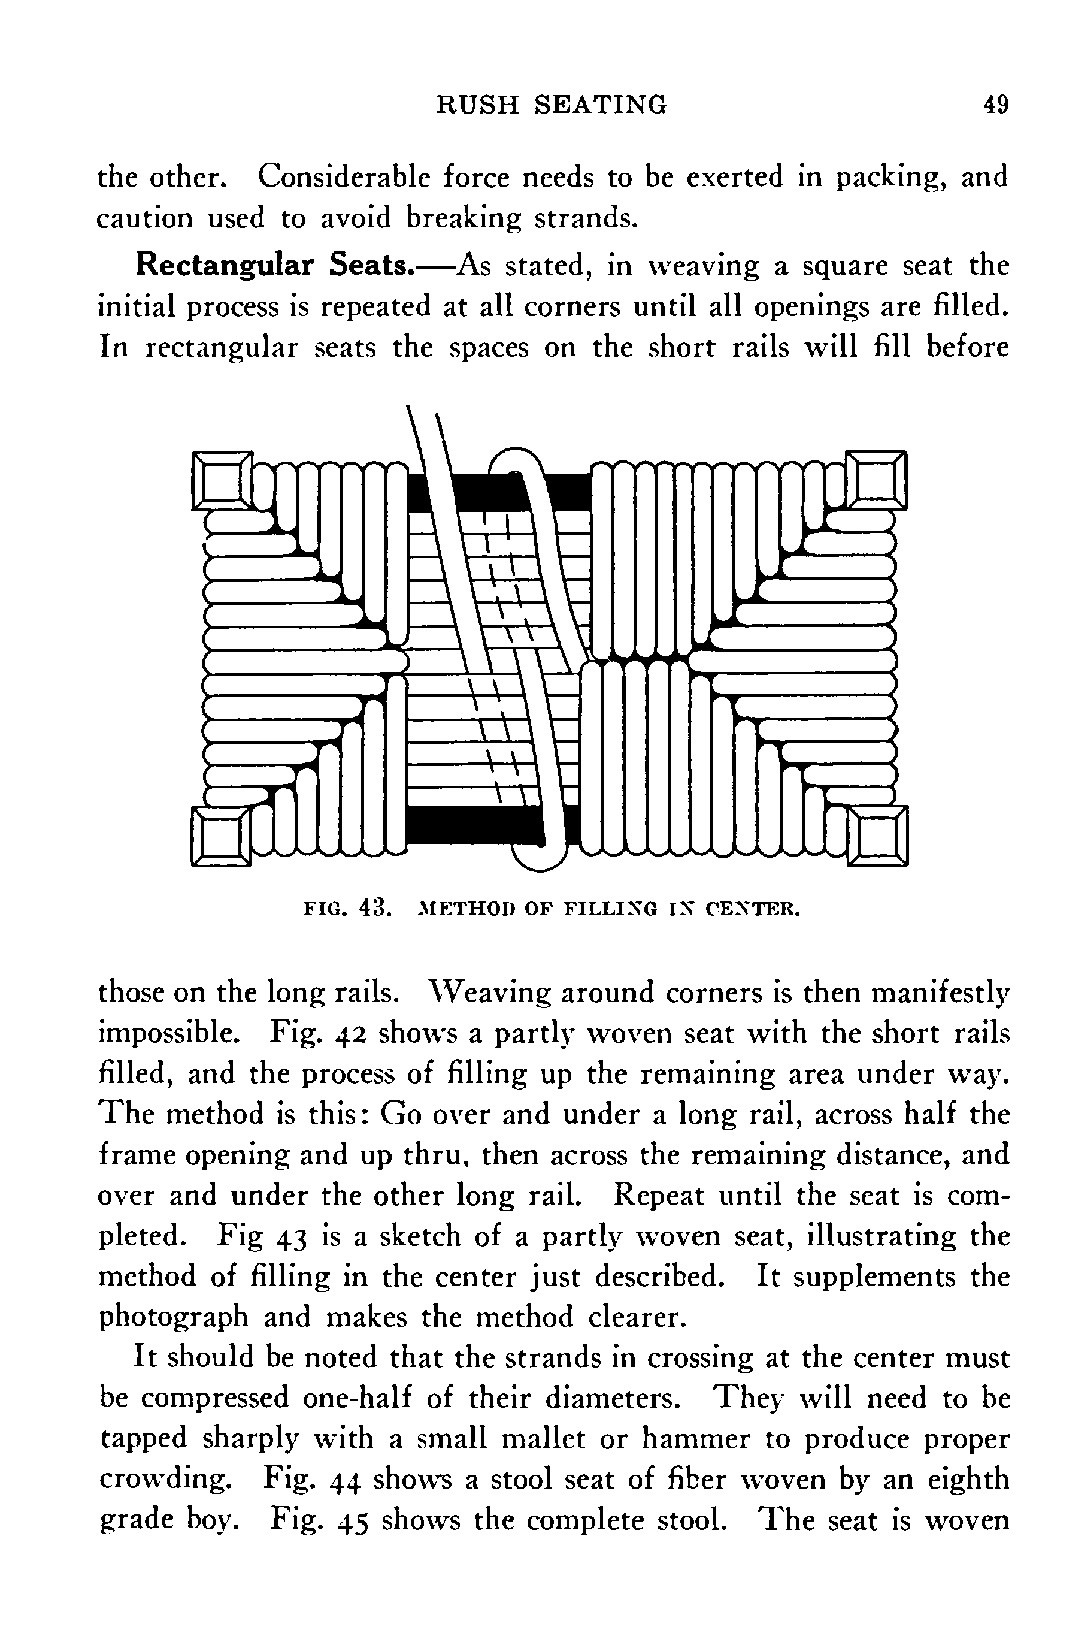 RUSH SEATING 49
the other. Considerable force needs to be exerted in packing, and
caution used to avoid breaking strands.
Rectangular Seats.—As stated, in weaving a square seat the
initial process is repeated at all corners until all openings are filled.
In rectangular seats the spaces on the short rails will fill before
FIG. 43. METHOD OF FILLING IN CENTER.
those on the long rails. Weaving around corners is then manifestly
impossible. Fig. 42 shows a partly woven seat with the short rails
filled, and the process of filling up the remaining area under way.
The method is this: Go over and under a long rail, across half the
frame opening and up thru, then across the remaining distance, and
over and under the other long rail. Repeat until the seat is com-
pleted. Fig 43 is a sketch of a partly woven seat, illustrating the
method of filling in the center just described. It supplements the
photograph and makes the method clearer.
It should be noted that the strands in crossing at the center must
be compressed one-half of their diameters. They will need to be
tapped sharply with a small mallet or hammer to produce proper
crowding. Fig. 44 shows a stool seat of fiber woven by an eighth
grade boy. Fig. 45 shows the complete stool. The seat is woven